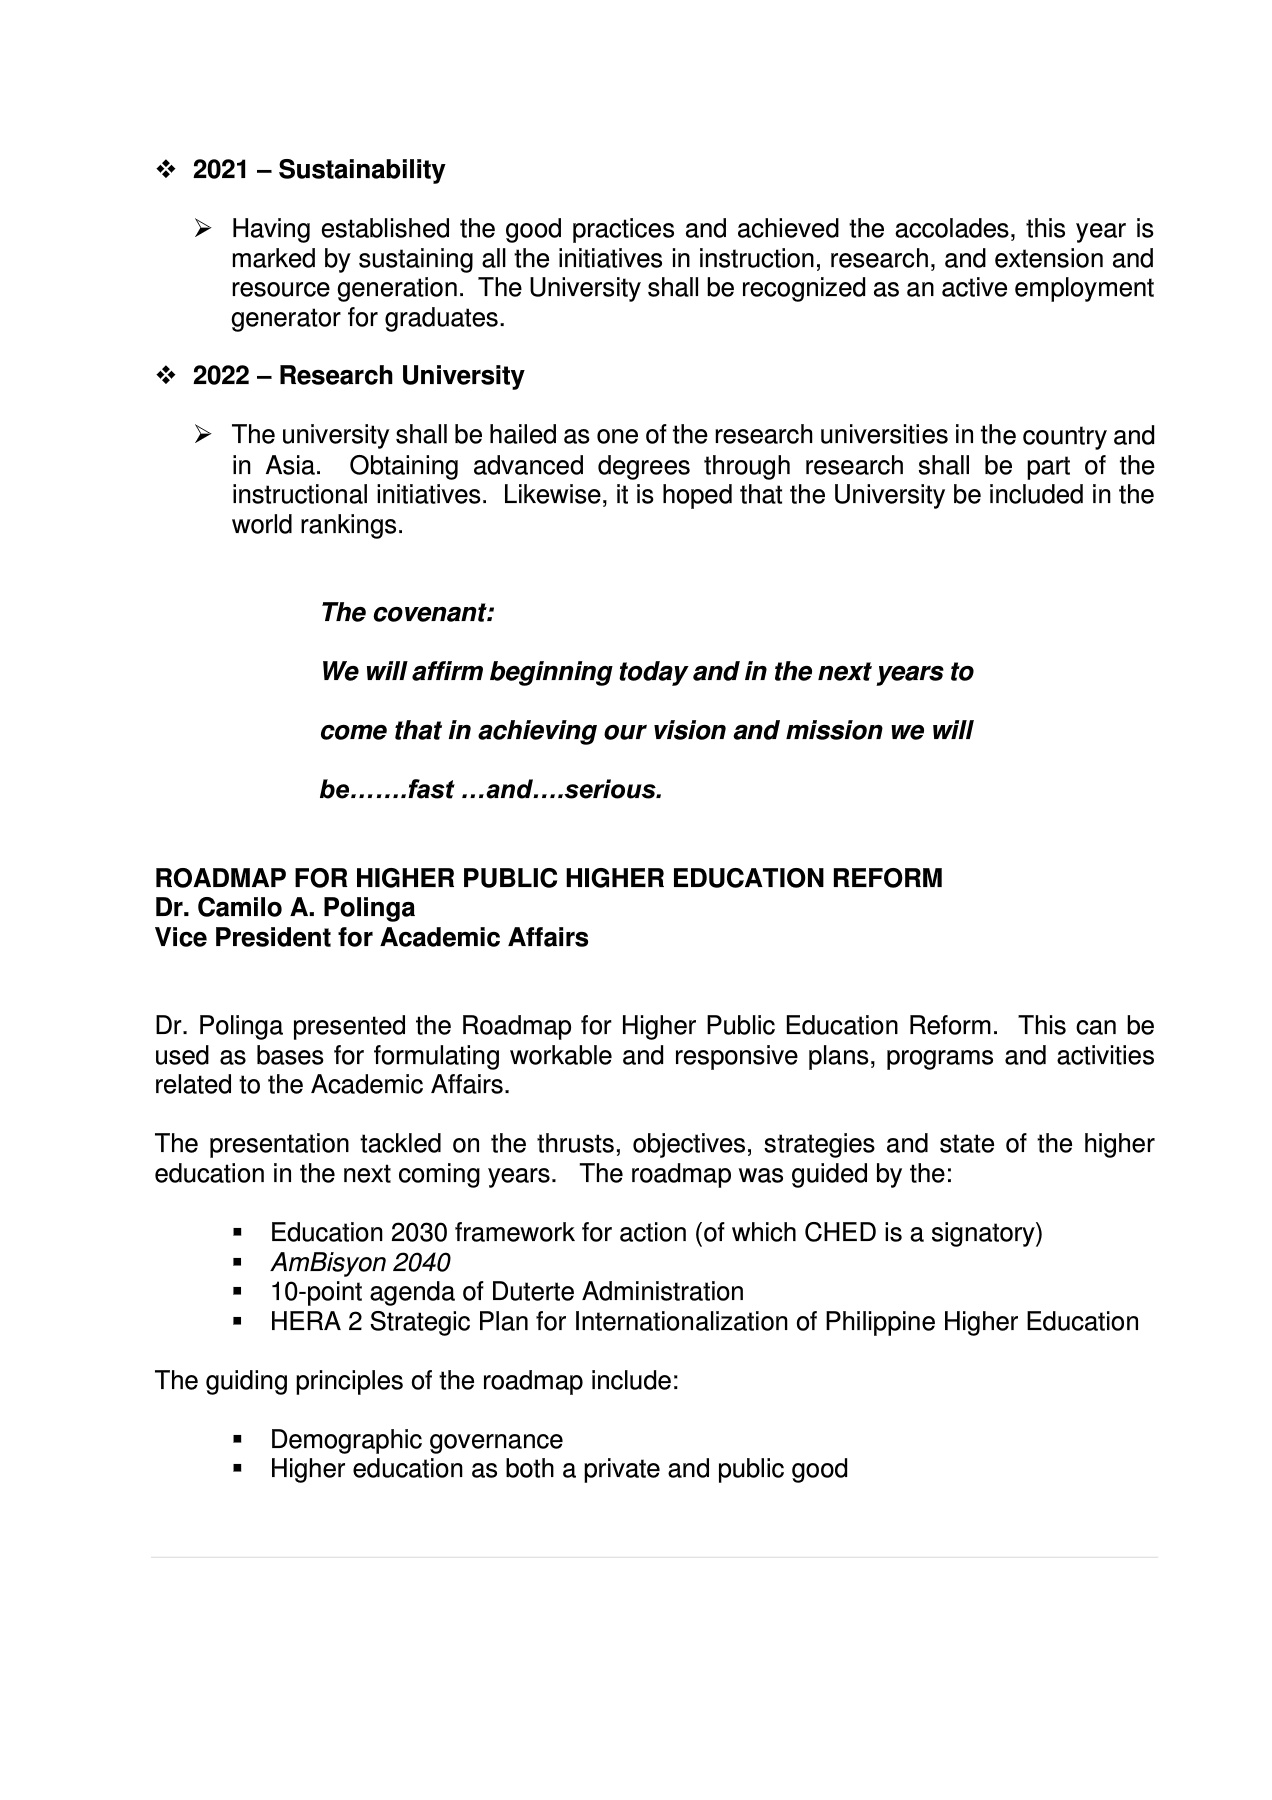 ❖ 2021 – Sustainability
➢ Having established the good practices and achieved the accolades, this year is
marked by sustaining all the initiatives in instruction, research, and extension and
resource generation. The University shall be recognized as an active employment
generator for graduates.
❖ 2022 – Research University
➢ The university shall be hailed as one of the research universities in the country and
in Asia. Obtaining advanced degrees through research shall be part of the
instructional initiatives. Likewise, it is hoped that the University be included in the
world rankings.
The covenant:
We will affirm beginning today and in the next years to
come that in achieving our vision and mission we will
be…….fast …and….serious.
ROADMAP FOR HIGHER PUBLIC HIGHER EDUCATION REFORM
Dr. Camilo A. Polinga
Vice President for Academic Affairs
Dr. Polinga presented the Roadmap for Higher Public Education Reform. This can be
used as bases for formulating workable and responsive plans, programs and activities
related to the Academic Affairs.
The presentation tackled on the thrusts, objectives, strategies and state of the higher
education in the next coming years. The roadmap was guided by the:
▪ Education 2030 framework for action (of which CHED is a signatory)
▪ AmBisyon 2040
▪ 10-point agenda of Duterte Administration
▪ HERA 2 Strategic Plan for Internationalization of Philippine Higher Education
The guiding principles of the roadmap include:
▪ Demographic governance
▪ Higher education as both a private and public good